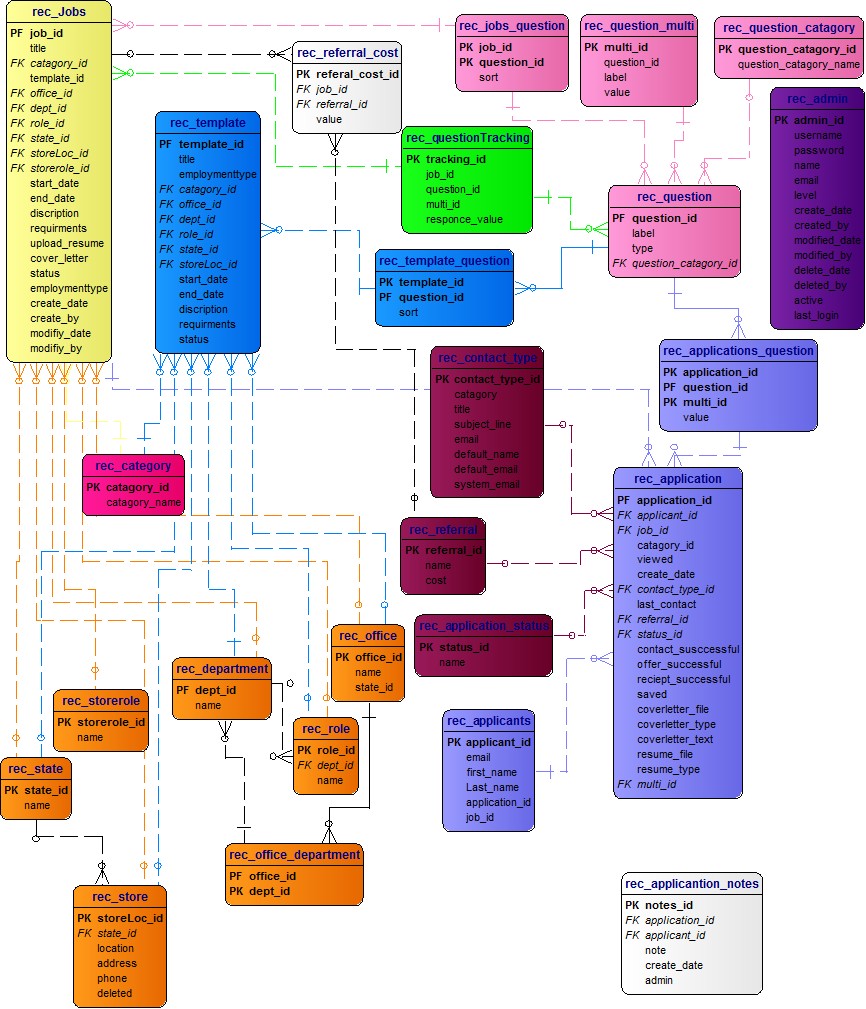 rec_Jobs
PF job_id
title
FK catagory_id
template_id
FK office_id
FK dept_id
FK role_id
FK state_id
FK storeLoc_id
FK storerole_id
start_date
end_date
discription
requirments
upload_resume
cover_letter
status
employmenttype
create_date
create_by
modifiy_date
modifiy_by
rec_referral_cost
PK referal_cost_id
FK job_id
FK referral_id
value
rec_jobs_question
PK job_id
PK question_id
sort
rec_question_multi
PK multi_id
question_id
label
value
rec_question_catagory
PK question_catagory_id
question_catagory_name
rec_admin
PK admin_id
username
password
name
email
level
create_date
created_by
modified_date
modified_by
delete_date
deleted_by
active
last_login
rec_template
PF template_id
title
employmenttype
FK catagory_id
FK office_id
FK dept_id
FK role_id
FK state_id
FK storeLoc_id
start_date
end_date
discription
requirments
status
rec_questionTracking
PK tracking_id
job_id
question_id
multi_id
responce_value
rec_question
PF question_id
label
type
FK question_catagory_id
rec_template_question
PK template_id
PF question_id
sort
rec_contact_type
PK contact_type_id
catagory
title
subject_line
email
default_name
default_email
system_email
rec_applications_question
PK application_id
PF question_id
PK multi_id
value
rec_category
PK catagory_id
catagory_name
rec_application
PF application_id
FK applicant_id
FK job_id
catagory_id
viewed
create_date
FK contact_type_id
last_contact
FK referral_id
FK status_id
contact_susccessful
offer_successful
reciept_successful
saved
coverletter_file
coverletter_type
coverletter_text
resume_file
resume_type
FK multi_id
rec_referral
PK referral_id
name
cost
rec_application_status
PK status_id
name
rec_office
PK office_id
name
state_id
rec_department
PF dept_id
name
rec_storerole
PK storerole_id
name
rec_role
PK role_id
FK dept_id
name
rec_applicants
PK applicant_id
email
first_name
Last_name
application_id
job_id
rec_state
PK state_id
name
rec_office_department
PF office_id
PK dept_id
rec_store
PK storeLoc_id
FK state_id
location
address
phone
deleted
rec_applicantion_notes
PK notes_id
FK application_id
FK applicant_id
note
create_date
admin